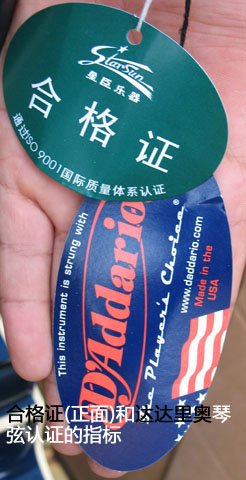 StarSun
星臣乐器
合格证
通过ISO9001国际质量体系认证
This instrument is strung with
D'Addario®
The Player's Choice
www.daddario.com
Made in the
USA
合格证(正面)和达达里奥琴
弦认证的指标